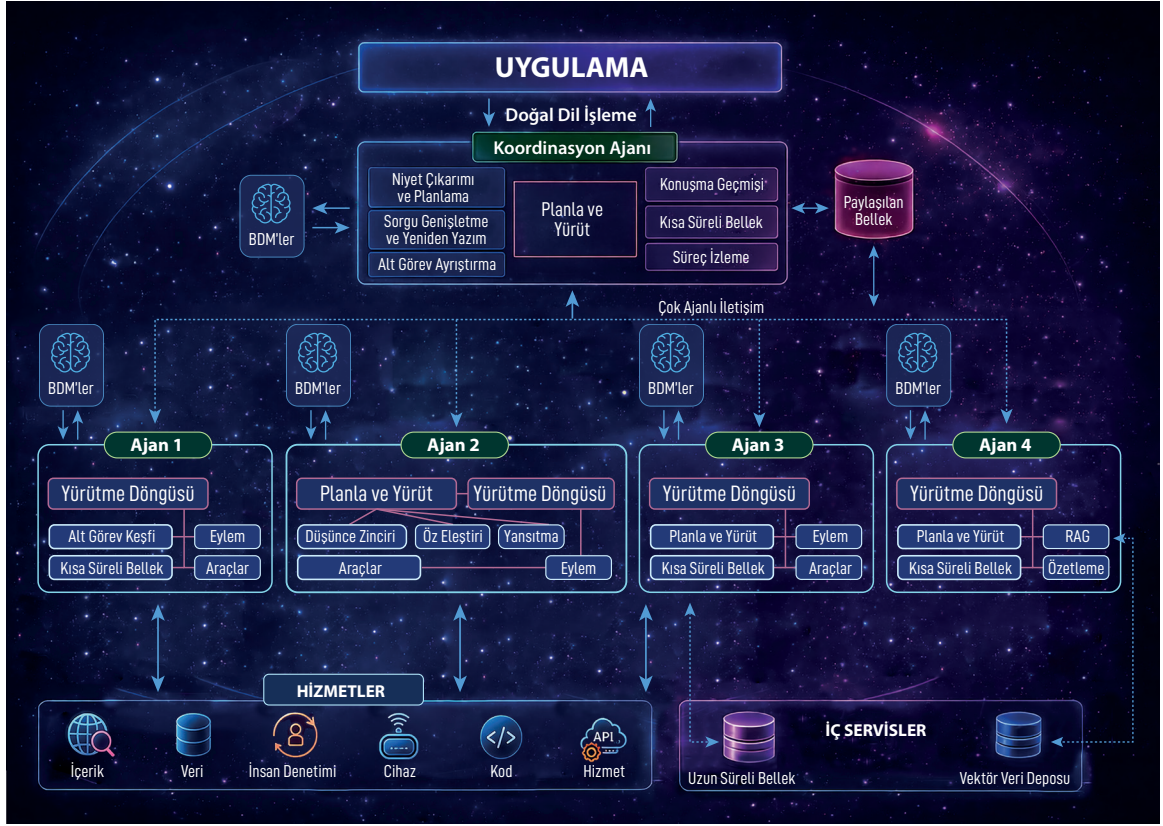 UYGULAMA
Doğal Dil İşleme
Koordinasyon Ajanı
Niyet Çıkarımı
ve Planlama
Sorgu Genişletme
ve Yeniden Yazım
Alt Görev Ayrıştırma
Planla ve
Yürüt
Konuşma Geçmişi
Kısa Süreli Bellek
Süreç İzleme
BDM'ler
Paylaşılan
Bellek
Çok Ajanlı İletişim
BDM'ler
BDM'ler
BDM'ler
BDM'ler
Ajan 1
Yürütme Döngüsü
Alt Görev Keşfi
Eylem
Kısa Süreli Bellek
Araçlar
Ajan 2
Planla ve Yürüt
Yürütme Döngüsü
Düşünce Zinciri
Öz Eleştiri
Yansıtma
Araçlar
Eylem
Ajan 3
Yürütme Döngüsü
Planla ve Yürüt
Eylem
Kısa Süreli Bellek
Araçlar
Ajan 4
Yürütme Döngüsü
Planla ve Yürüt
RAG
Kısa Süreli Bellek
Özetleme
HİZMETLER
İçerik
Veri
İnsan Denetimi
Cihaz
</>
Kod
API
Hizmet
İÇ SERVİSLER
Uzun Süreli Bellek
Vektör Veri Deposu